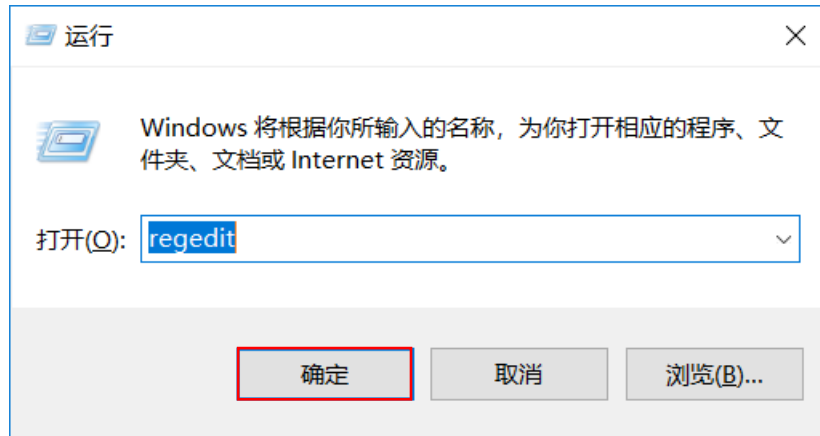 运行
Windows 将根据你所输入的名称，为你打开相应的程序、文
件夹、文档或 Internet 资源。
打开(O): regedit
确定 取消 浏览(B)...